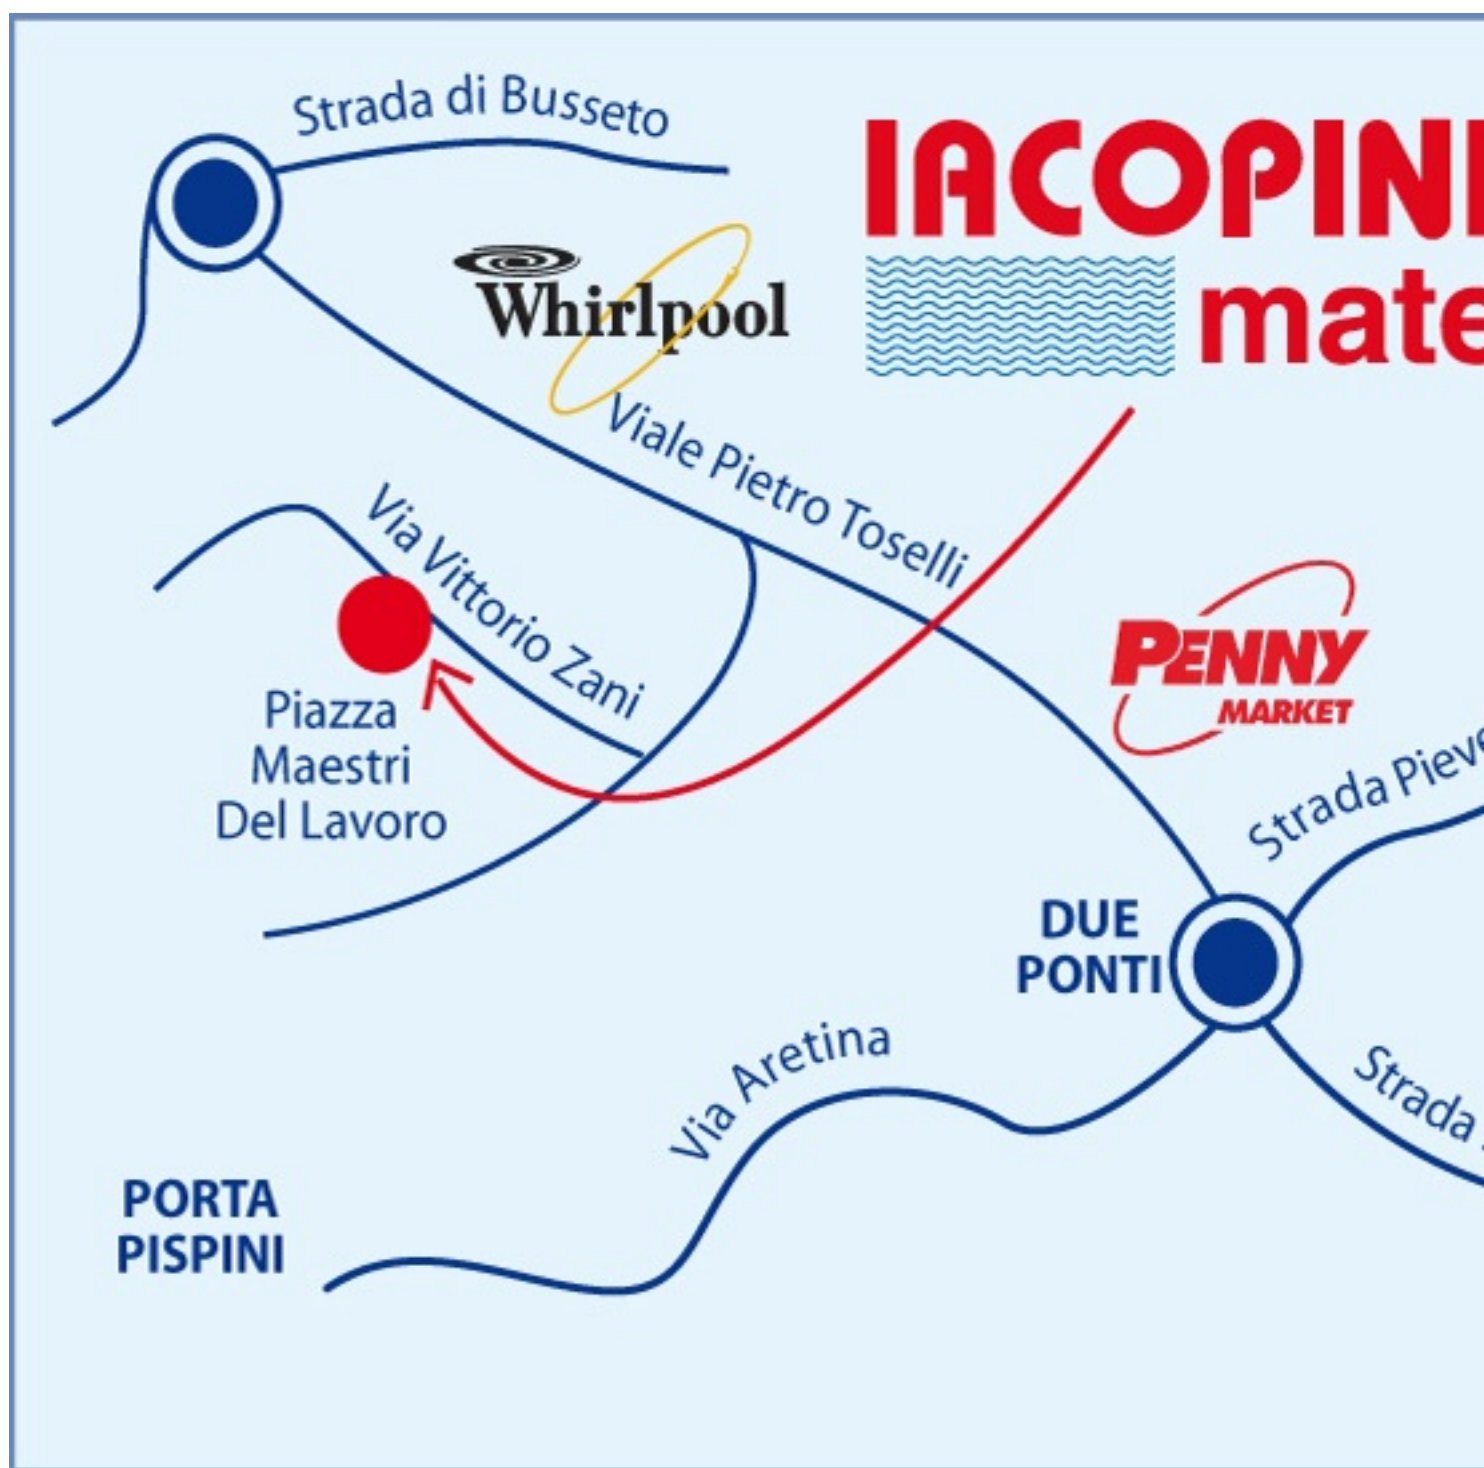 Strada di Busseto
IACOPINI
mate
Whirlpool
Viale Pietro Toselli
Via Vittorio Zani
PENNY
MARKET
Piazza
Maestri
Del Lavoro
Strada Pieve
DUE
PONTI
Via Aretina
Strada
PORTA
PISPINI